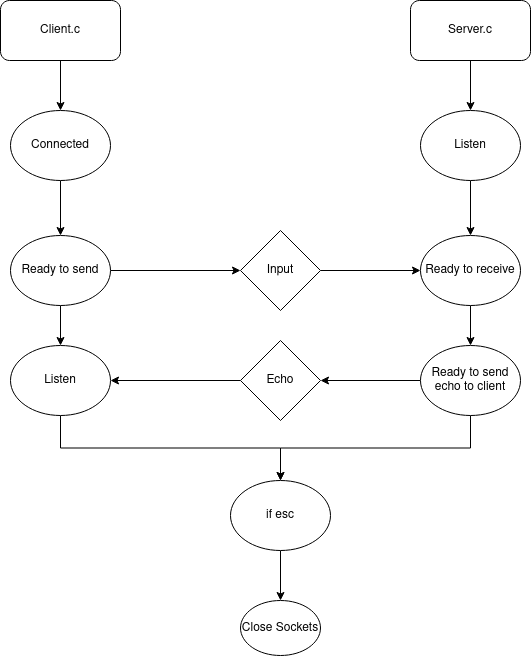 Client.c
Server.c
Connected
Listen
Ready to send
Input
Ready to receive
Listen
Echo
Ready to send
echo to client
if esc
Close Sockets